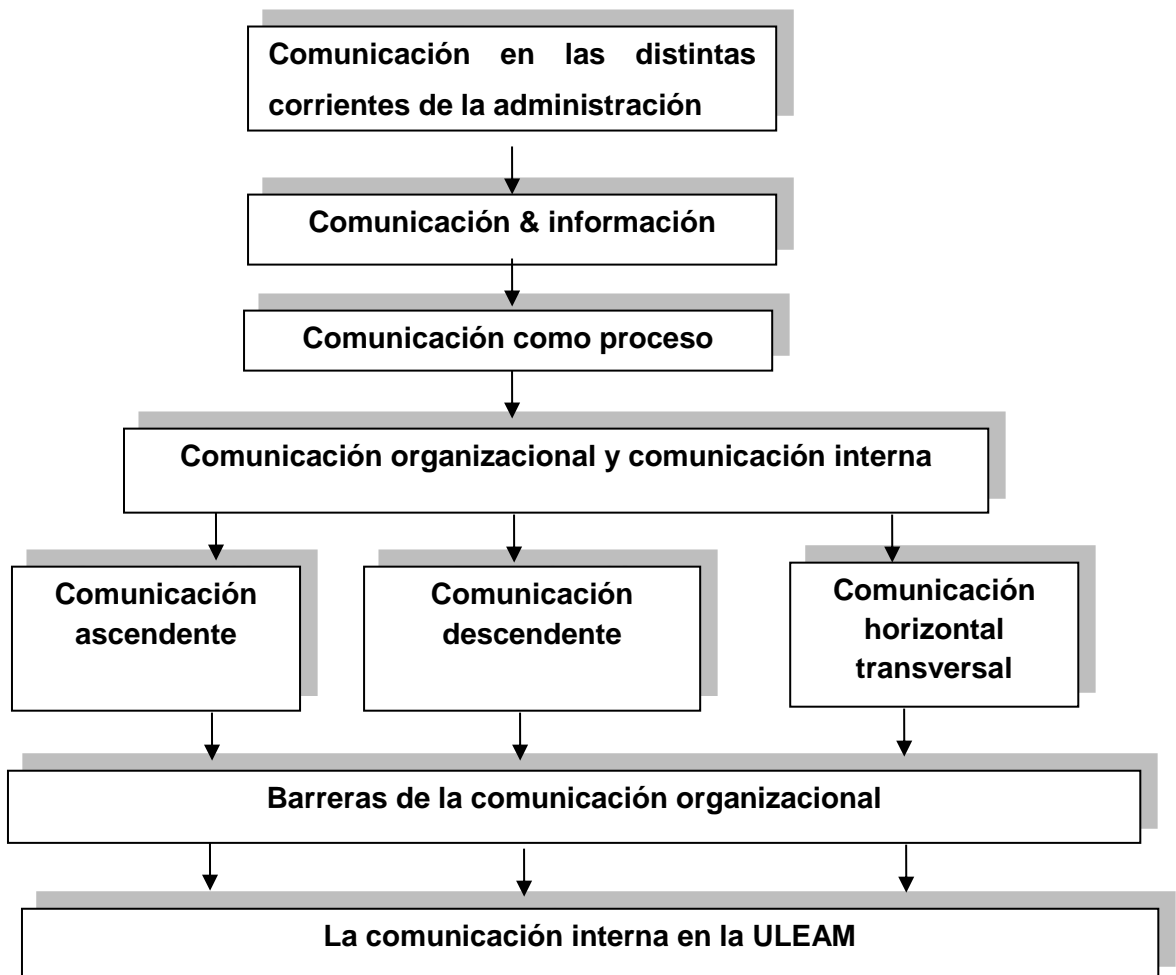 Comunicación en las distintas
corrientes de la administración
Comunicación & información
Comunicación como proceso
Comunicación organizacional y comunicación interna
Comunicación
ascendente
Comunicación
descendente
Comunicación
horizontal
transversal
Barreras de la comunicación organizacional
La comunicación interna en la ULEAM